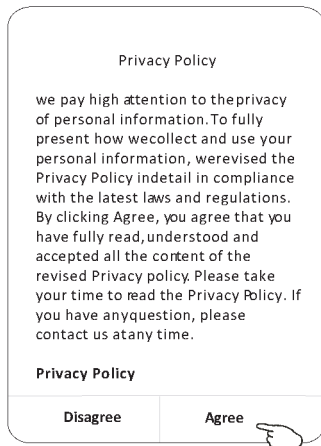 Privacy Policy
we pay high attention to theprivacy
of personal information. To fully
present how wecollect and use your
personal information, werevised the
Privacy Policy indetail in compliance
with the latest laws and regulations.
By clicking Agree, you agree that you
have fully read, understood and
accepted all the content of the
revised Privacy policy. Please take
your time to read the Privacy Policy. If
you have anyquestion, please
contact us atany time.
Privacy Policy
Disagree Agree